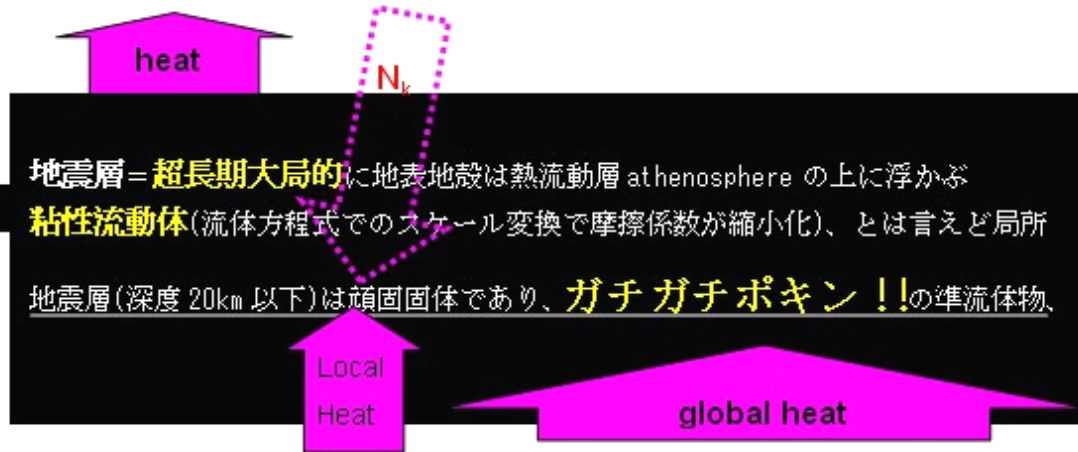 heat
Nk
地震層=超長期大局的に地表地殻は熱流動層 athenosphere の上に浮かぶ
粘性流動体(流体方程式でのスケール変換で摩擦係数が縮小化)、とは言えど局所
地震層(深度 20km 以下)は頑固固体であり、ガチガチポキン!!の準流体物、
Local
Heat
global heat